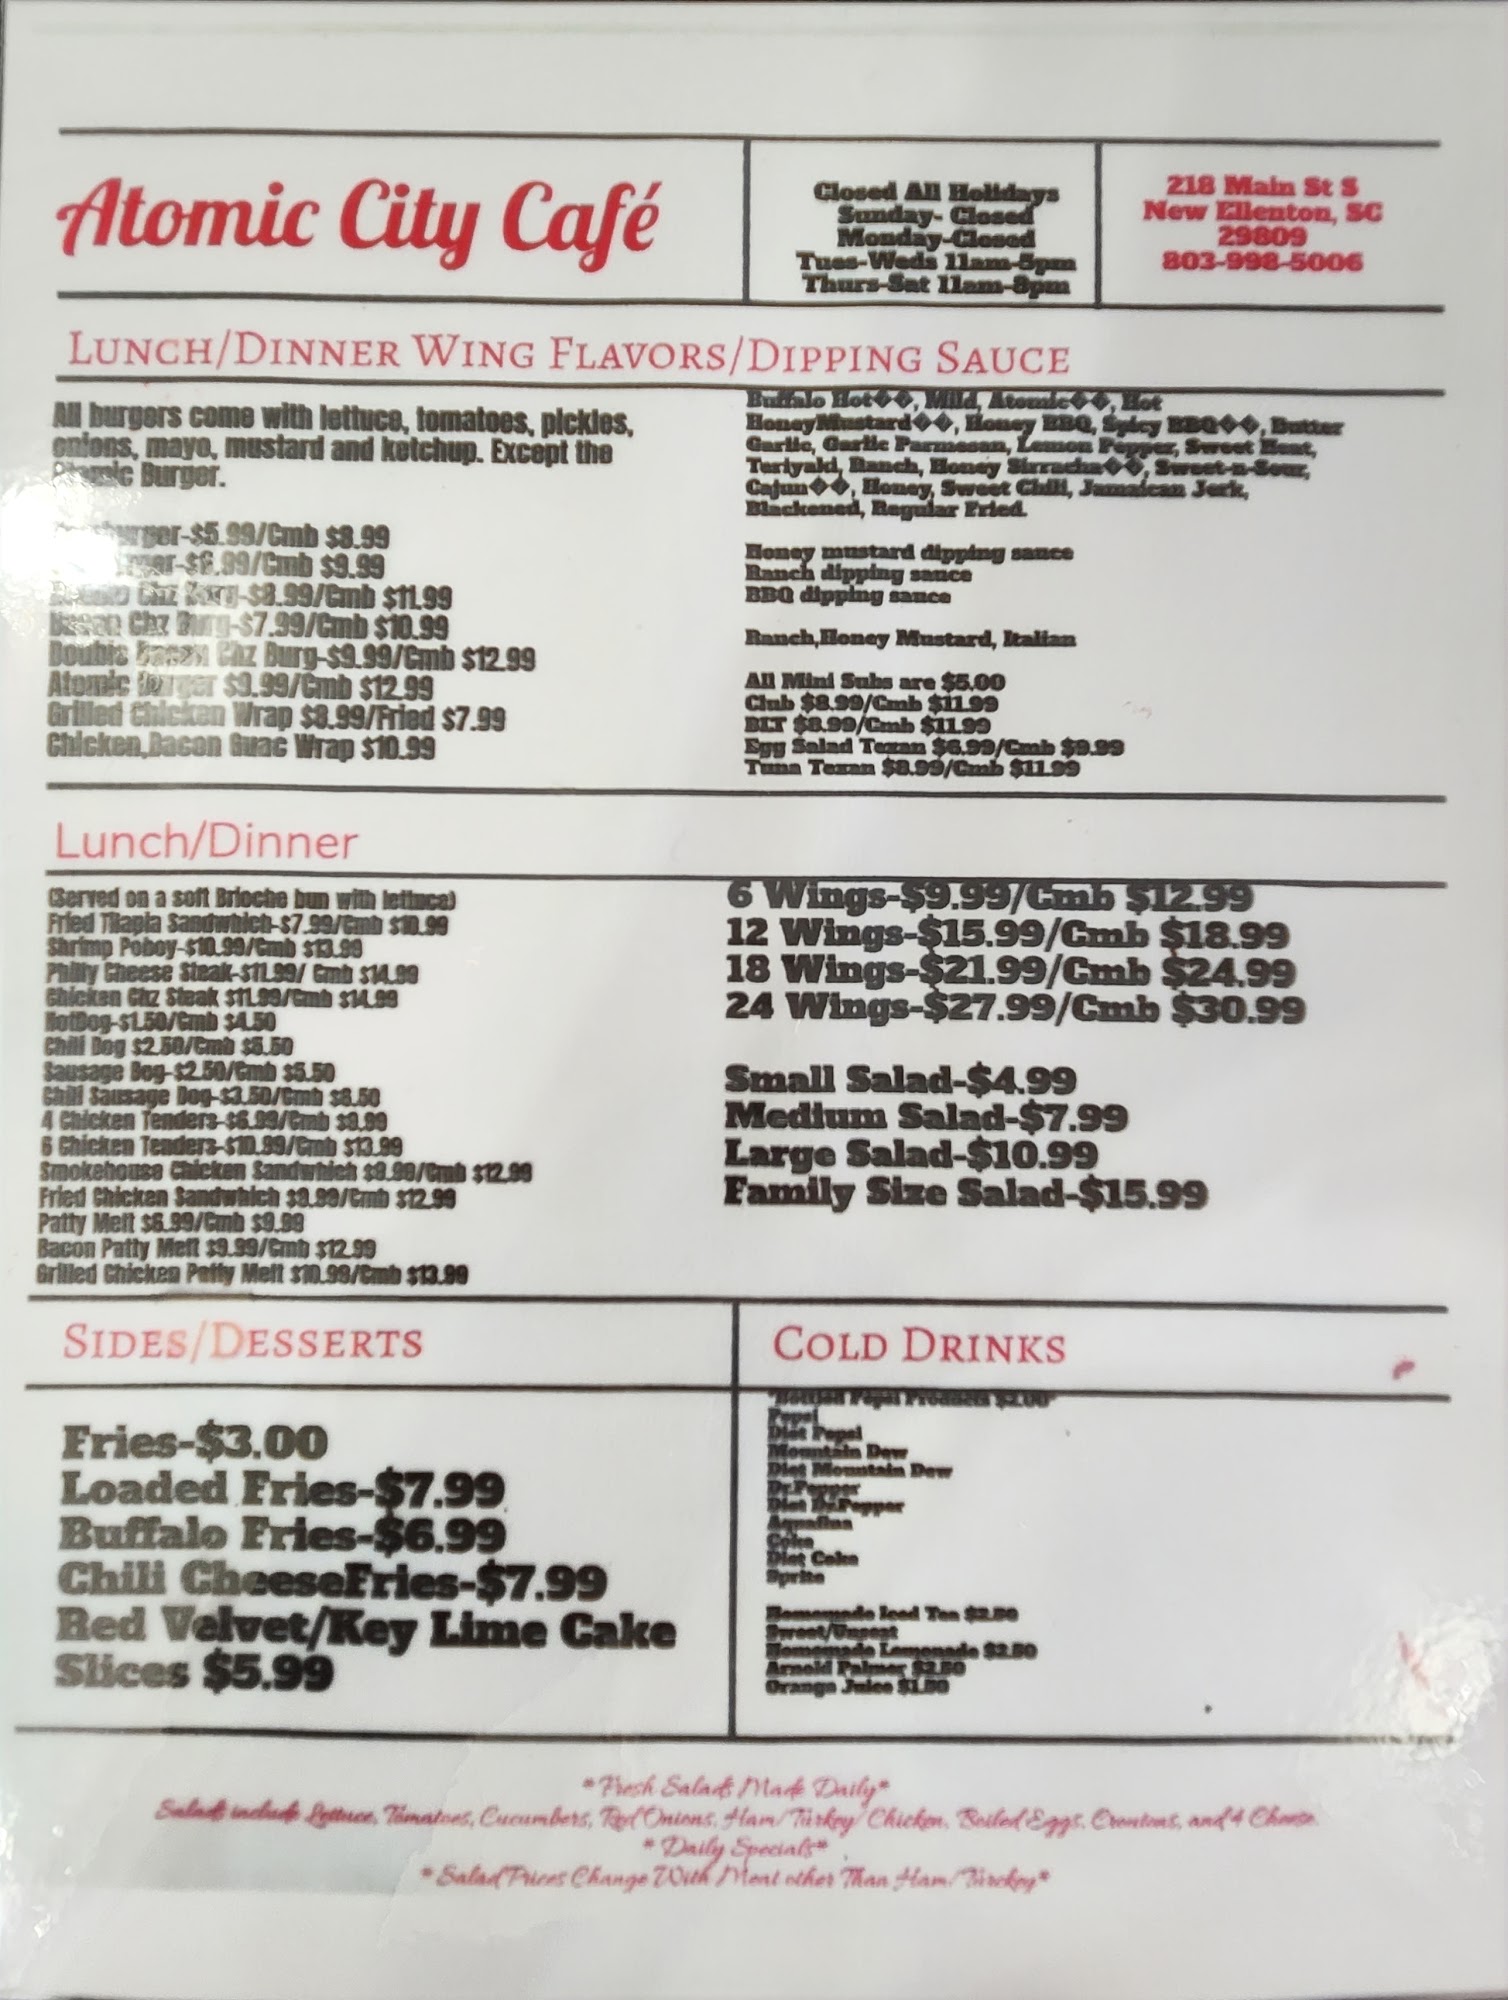 Atomic City Café
Closed All Holidays
Sunday- Closed
Monday-Closed
Tues-Weds 11am-5pm
Thurs-Sat 11am-8pm
218 Main St S
New Ellenton, SC
29809
803-998-5006
LUNCH/DINNER WING FLAVORS/DIPPING SAUCE
All burgers come with lettuce, tomatoes, pickles,
onions, mayo, mustard and ketchup. Except the
Atomic Burger.
-$5.99/Cmb $8.99
-$6.99/Cmb $9.99
Chz Burg-$8.99/Cmb $11.99
Bacon Chz Burg-$7.99/Cmb $10.99
Double Bacon Chz Burg-$9.99/Cmb $12.99
Atomic Burger $9.99/Cmb $12.99
Grilled Chicken Wrap $8.99/Fried $7.99
Chicken,Bacon Guac Wrap $10.99
Buffalo Hot��, Mild, Atomic��, Hot
HoneyMustard��, Honey BBQ, Spicy BBQ��, Butter
Garlic, Garlic Parmesan, Lemon Pepper, Sweet Heat,
Teriyaki, Ranch, Honey Sirracha��, Sweet-n-Sour,
Cajun��, Honey, Sweet Chili, Jamaican Jerk,
Blackened, Regular Fried.
Honey mustard dipping sauce
Ranch dipping sauce
BBQ dipping sauce
Ranch,Honey Mustard, Italian
All Mini Subs are $5.00
Club $8.99/Cmb $11.99
BLT $8.99/Cmb $11.99
Egg Salad Texan $6.99/Cmb $9.99
Tuna Texan $8.99/Cmb $11.99
Lunch/Dinner
(Served on a soft Brioche bun with lettuce)
Fried Tilapia Sandwhich-$7.99/Cmb $10.99
Shrimp Poboy-$10.99/Cmb $13.99
Philly Cheese Steak-$11.99/ Cmb $14.99
Chicken Chz Steak $11.99/Cmb $14.99
HotDog-$1.50/Cmb $4.50
Chili Dog $2.50/Cmb $5.50
Sausage Dog-$2.50/Cmb $5.50
Chili Sausage Dog-$3.50/Cmb $6.50
4 Chicken Tenders-$6.99/Cmb $9.99
6 Chicken Tenders-$10.99/Cmb $13.99
Smokehouse Chicken Sandwhich $9.99/Cmb $12.99
Fried Chicken Sandwhich $9.99/Cmb $12.99
Patty Melt $6.99/Cmb $9.99
Bacon Patty Melt $9.99/Cmb $12.99
Grilled Chicken Patty Melt $10.99/Cmb $13.99
6 Wings-$9.99/Cmb $12.99
12 Wings-$15.99/Cmb $18.99
18 Wings-$21.99/Cmb $24.99
24 Wings-$27.99/Cmb $30.99
Small Salad-$4.99
Medium Salad-$7.99
Large Salad-$10.99
Family Size Salad-$15.99
SIDES/DESSERTS
Fries-$3.00
Loaded Fries-$7.99
Buffalo Fries-$6.99
Chili CheeseFries-$7.99
Red Velvet/Key Lime Cake
Slices $5.99
COLD DRINKS
"Bottled Pepsi Products $2.00"
Pepsi
Diet Pepsi
Mountain Dew
Diet Mountain Dew
Dr.Pepper
Diet Dr.Pepper
Aquafina
Coke
Diet Coke
Sprite
Homemade Iced Tea $2.50
Sweet/Unseet
Homemade Lemonade $2.50
Arnold Palmer $2.50
Orange Juice $1.50
*Fresh Salads Made Daily*
Salads include Lettuce, Tomatoes, Cucumbers, Red Onions, Ham/Turkey/Chicken, Boiled Eggs, Croutons, and 4 Cheese.
* Daily Specials*
*Salad Prices Change With Meat other Than Ham/Turckey*